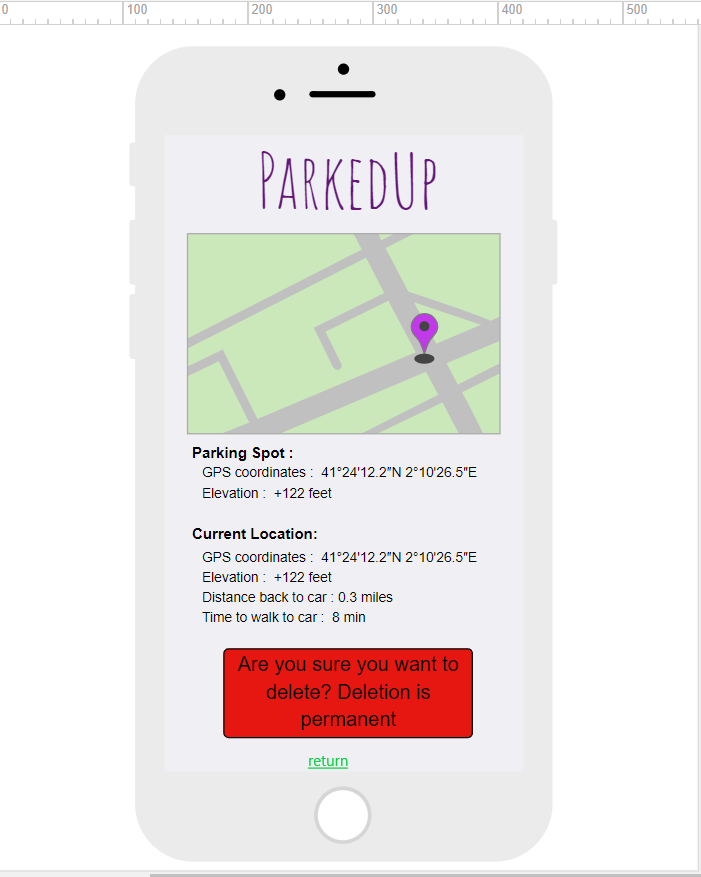 0 100 200 300 400 500
ParkedUp
Parking Spot :
GPS coordinates : 41°24'12.2"N 2°10'26.5"E
Elevation : +122 feet
Current Location:
GPS coordinates : 41°24'12.2"N 2°10'26.5"E
Elevation : +122 feet
Distance back to car : 0.3 miles
Time to walk to car : 8 min
Are you sure you want to
delete? Deletion is
permanent
return